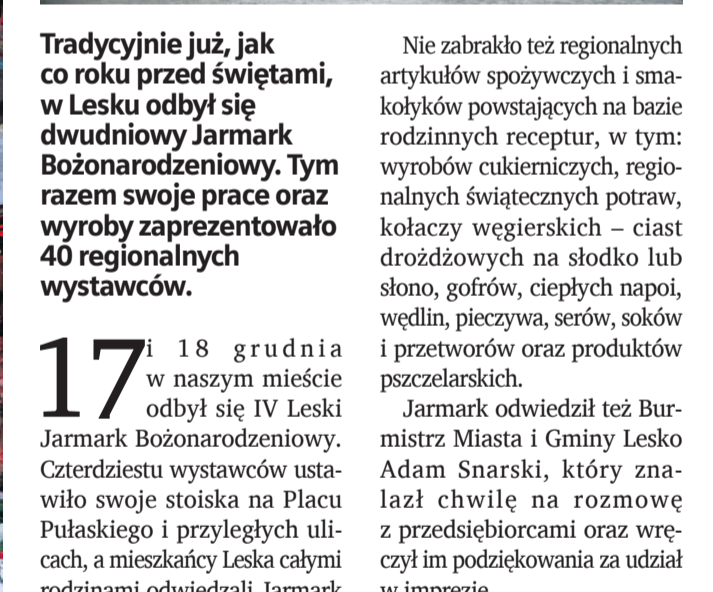 Tradycyjnie już, jak
co roku przed świętami,
w Lesku odbył się
dwudniowy Jarmark
Bożonarodzeniowy. Tym
razem swoje prace oraz
wyroby zaprezentowało
40 regionalnych
wystawców.
17 i 18 grudnia
w naszym mieście
odbył się IV Leski
Jarmark Bożonarodzeniowy.
Czterdziestu wystawców usta-
wiło swoje stoiska na Placu
Pułaskiego i przyległych uli-
cach, a mieszkańcy Leska całymi
rodzinami odwiedzali Jarmark
Nie zabrakło też regionalnych
artykułów spożywczych i sma-
kołyków powstających na bazie
rodzinnych receptur, w tym:
wyrobów cukierniczych, regio-
nalnych świątecznych potraw,
kołaczy węgierskich – ciast
drożdżowych na słodko lub
słono, gofrów, ciepłych napoi,
wędlin, pieczywa, serów, soków
i przetworów oraz produktów
pszczelarskich.
Jarmark odwiedził też Bur-
mistrz Miasta i Gminy Lesko
Adam Snarski, który zna-
lazł chwilę na rozmowę
z przedsiębiorcami oraz wrę-
czył im podziękowania za udział
w imprezie.